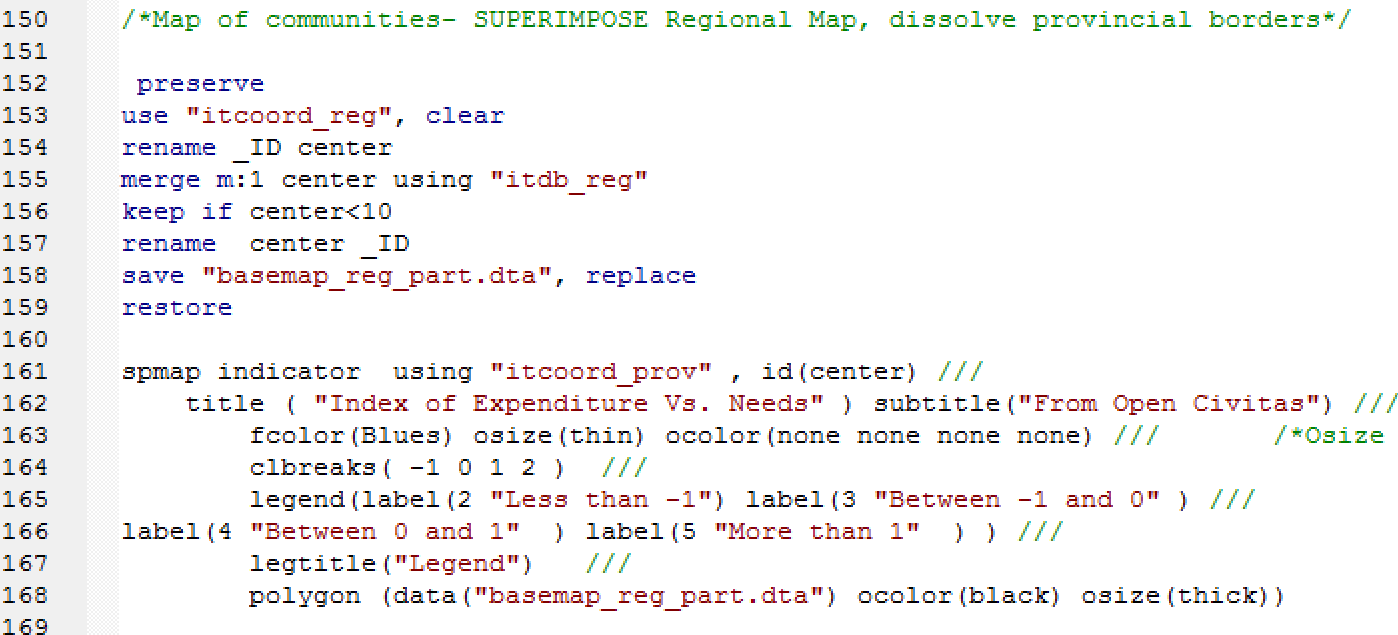 150 /*Map of communities- SUPERIMPOSE Regional Map, dissolve provincial borders*/
151
152 preserve
153 use "itcoord_reg", clear
154 rename _ID center
155 merge m:1 center using "itdb_reg"
156 keep if center<10
157 rename  center _ID
158 save "basemap_reg_part.dta", replace
159 restore
160
161 spmap indicator  using "itcoord_prov" , id(center) ///
162     title ( "Index of Expenditure Vs. Needs" ) subtitle("From Open Civitas") ///
163         fcolor(Blues) osize(thin) ocolor(none none none none) ///       /*Osize
164         clbreaks( -1 0 1 2 )  ///
165         legend(label(2 "Less than -1") label(3 "Between -1 and 0" ) ///
166 label(4 "Between 0 and 1"  ) label(5 "More than 1"  ) ) ///
167         legtitle("Legend")   ///
168         polygon (data("basemap_reg_part.dta") ocolor(black) osize(thick))
169